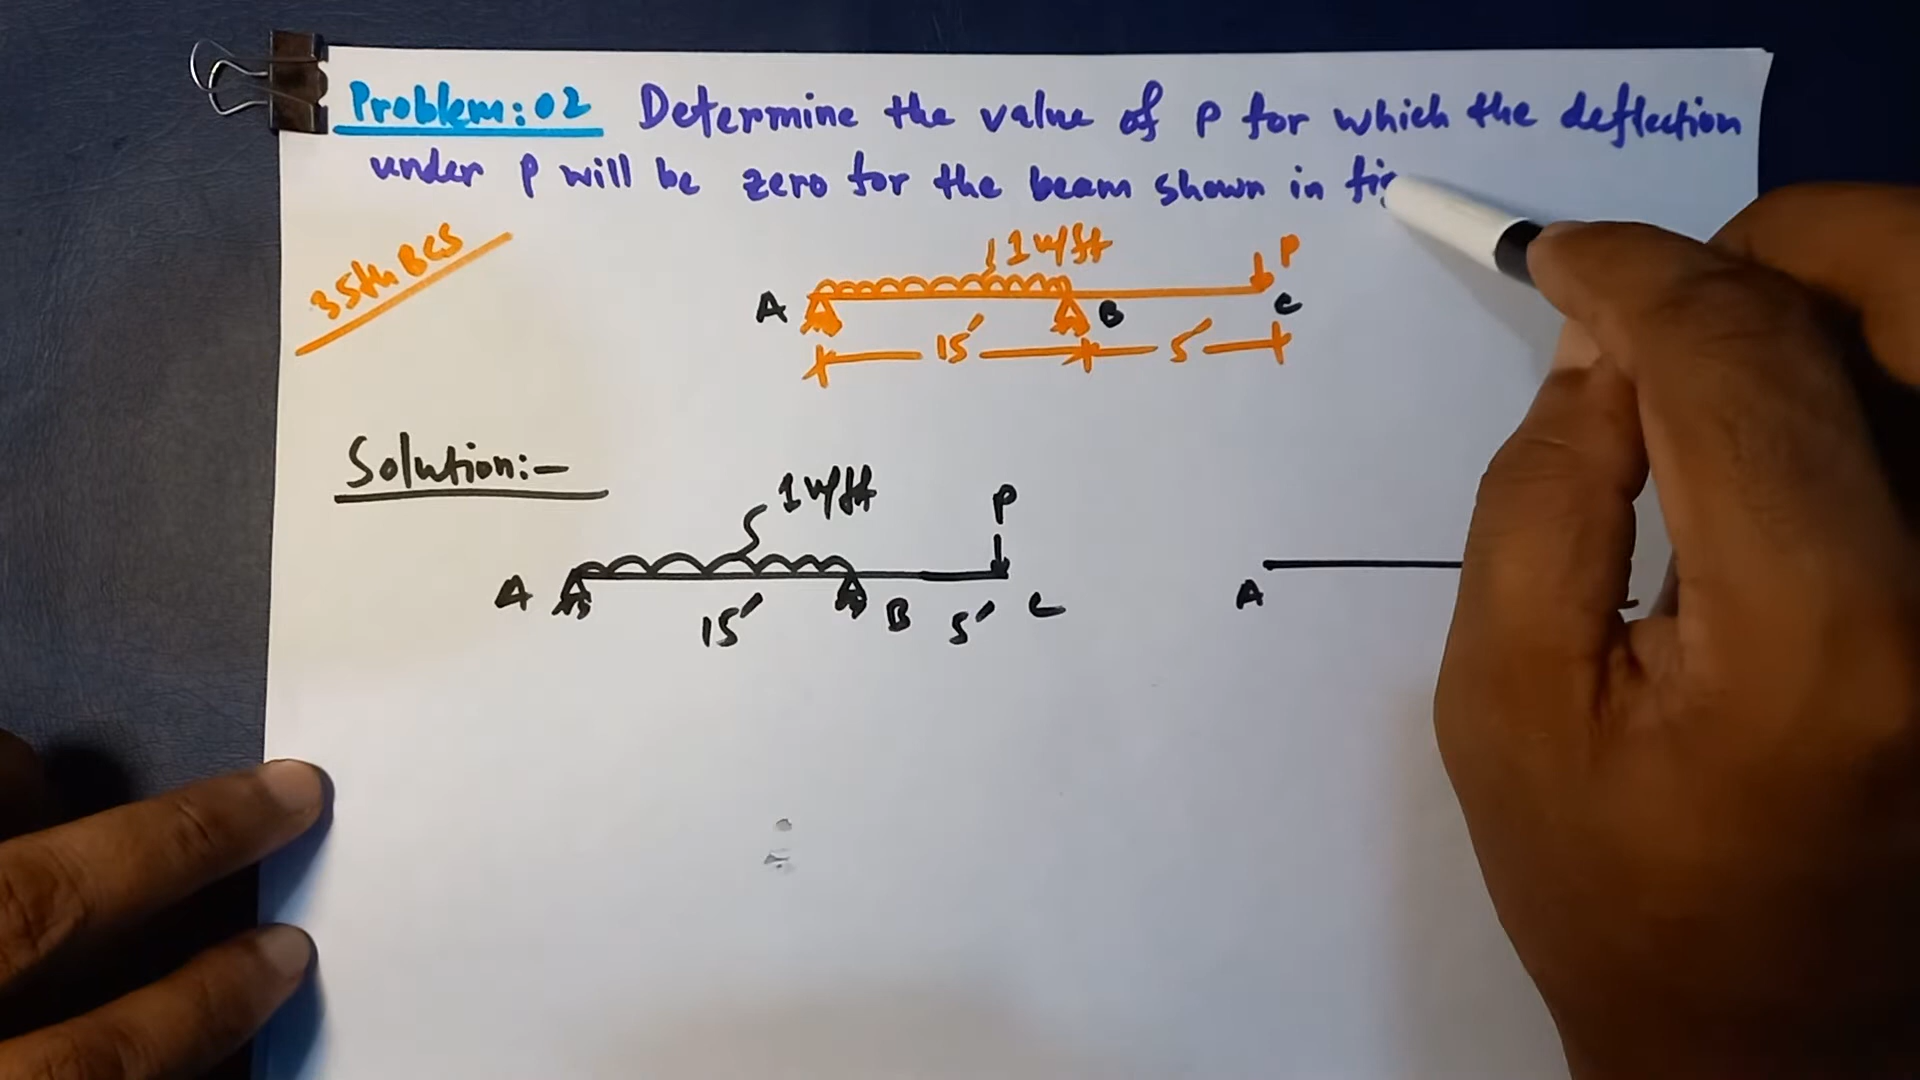 Problem:02 Determine the value of P for which the deflection
under P will be zero for the beam shown in fig
35th BCS
1 w/ft
P
A
B
C
15'
5'
Solution:-
1 w/ft
P
A
B
C
15'
5'
A